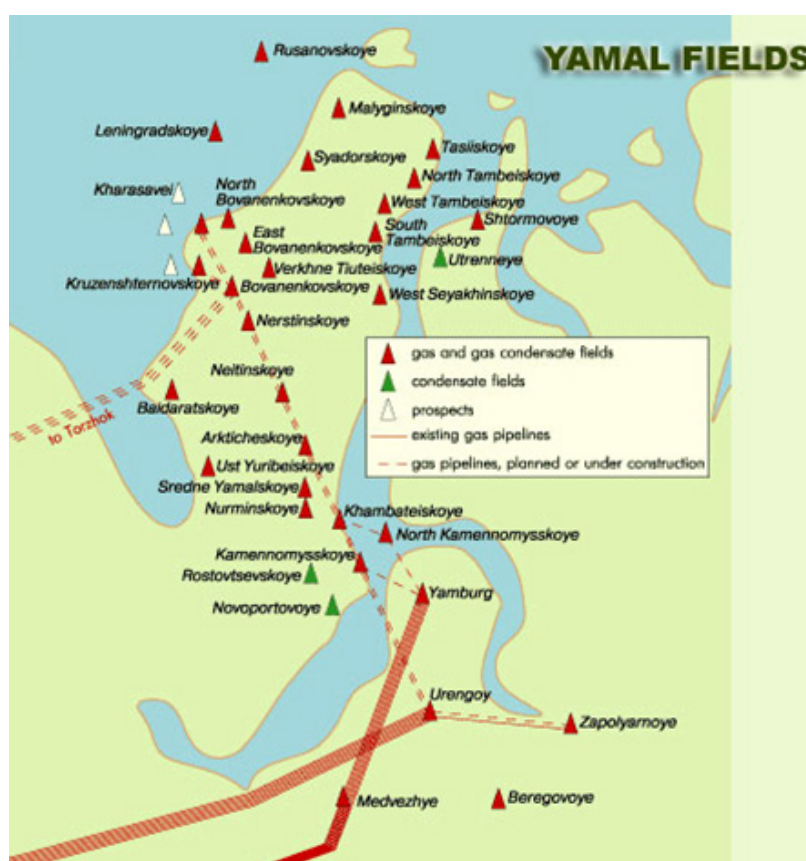 YAMAL FIELDS
Rusanovskoye
Malyginskoye
Leningradskoye
Tasiiskoye
Syadorskoye
North Tambeiskoye
Kharasavei
North
Bovanenkovskoye
West Tambeiskoye
Shtormovoye
South
Tambeiskoye
East
Bovanenkovskoye
Utrenneye
Verkhne Tiuteiskoye
Kruzenshternovskoye
Bovanenkovskoye
West Seyakhinskoye
Nerstinskoye
gas and gas condensate fields
condensate fields
prospects
existing gas pipelines
gas pipelines, planned or under construction
Neitinskoye
Baidaratskoye
to Torzhok
Arkticheskoye
Ust Yuribeiskoye
Sredne Yamalskoye
Nurminskoye
Khambateiskoye
North Kamennomysskoye
Kamennomysskoye
Rostovtsevskoye
Yamburg
Novoportovoye
Urengoy
Zapolyarnoye
Medvezhye
Beregovoye